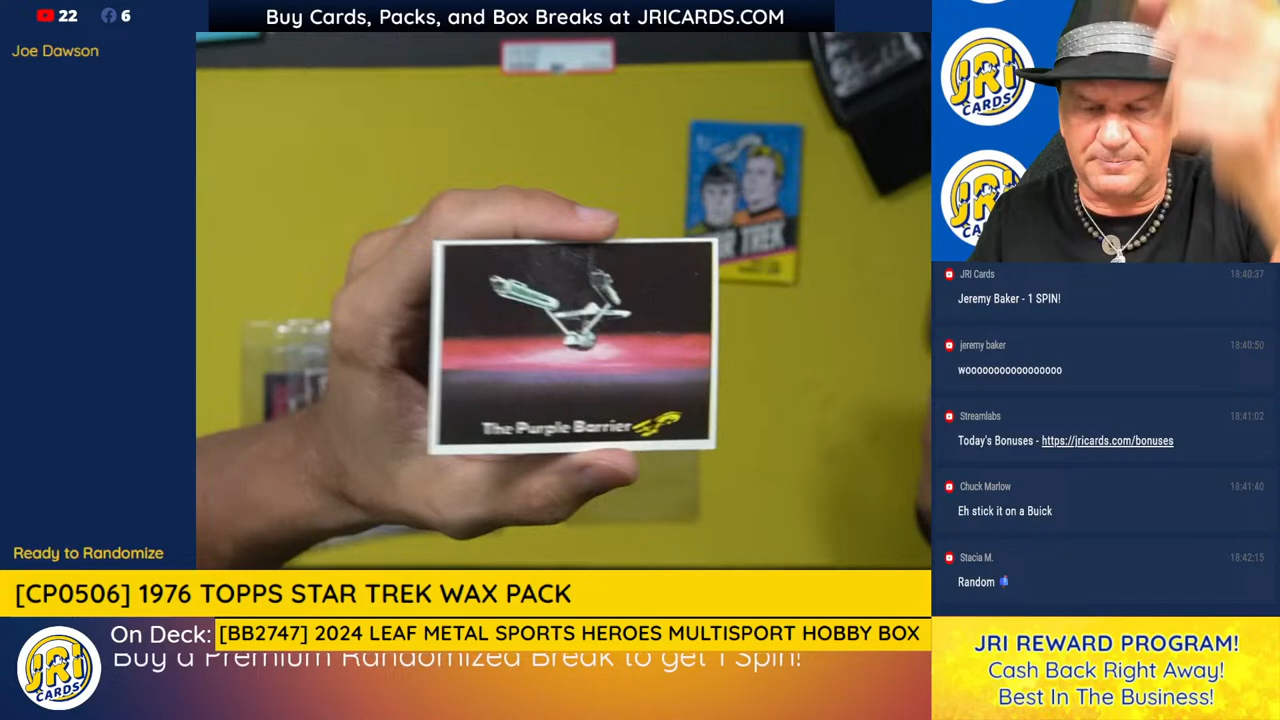 22 6
Buy Cards, Packs, and Box Breaks at JRICARDS.COM
Joe Dawson
JRI
CARDS
JRI
STAR TREK
The Purple Barrier
JRI Cards 18:40:37
Jeremy Baker - 1 SPIN!
jeremy baker 18:40:50
woooooooooooooooooo
Streamlabs 18:41:02
Today's Bonuses - https://jricards.com/bonuses
Chuck Marlow 18:41:40
Eh stick it on a Buick
Stacia M. 18:42:15
Random
Ready to Randomize
[CP0506] 1976 TOPPS STAR TREK WAX PACK
On Deck: [BB2747] 2024 LEAF METAL SPORTS HEROES MULTISPORT HOBBY BOX
Buy a Premium Randomized Break to get 1 Spin!
JRI
CARDS
JRI REWARD PROGRAM!
Cash Back Right Away!
Best In The Business!